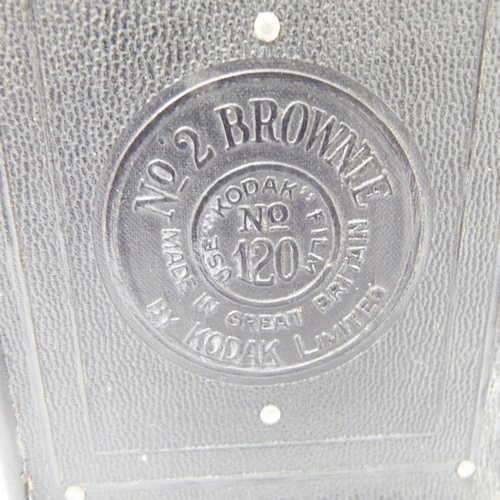 No 2 BROWNIE
USE "KODAK" FILM
No
120
MADE IN GREAT BRITAIN
BY KODAK LIMITED